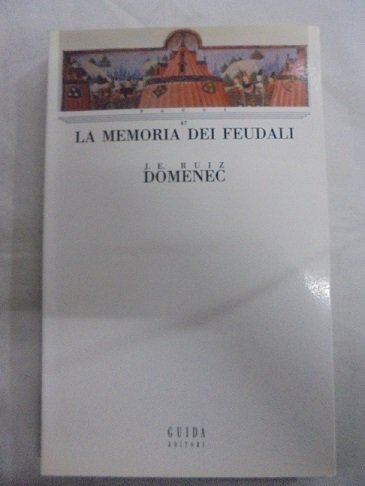 47
LA MEMORIA DEI FEUDALI
J. E. RUIZ
DOMENEC
GUIDA
EDITORI